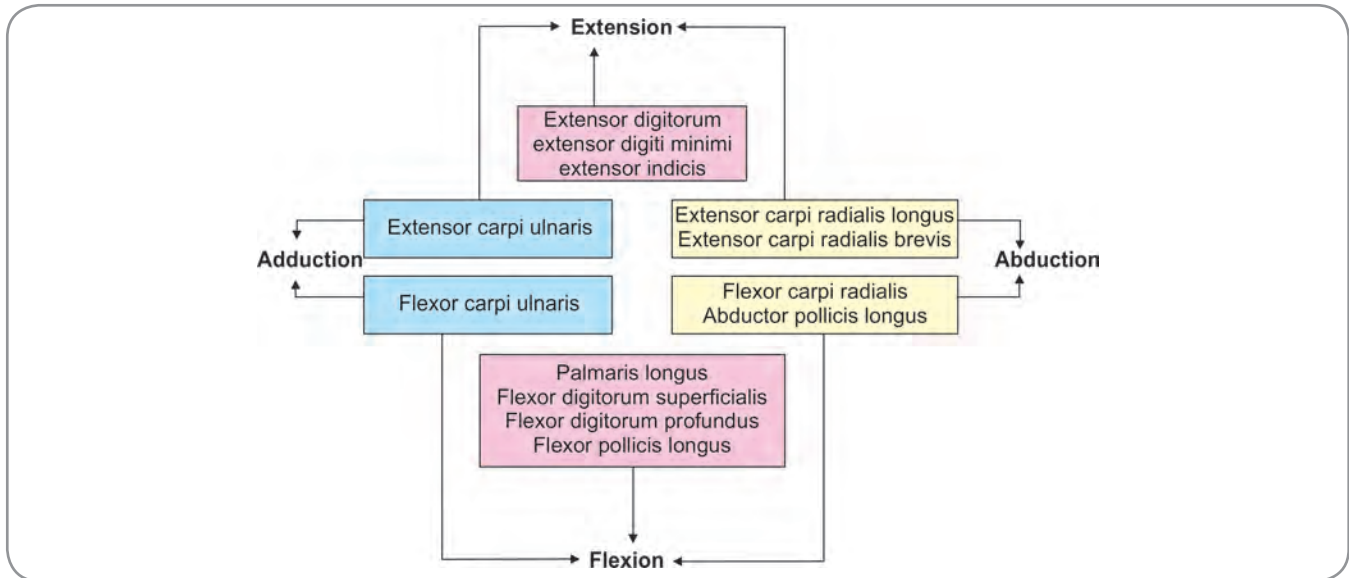 Extension
Extensor digitorum
extensor digiti minimi
extensor indicis
Extensor carpi ulnaris
Extensor carpi radialis longus
Extensor carpi radialis brevis
Adduction
Abduction
Flexor carpi ulnaris
Flexor carpi radialis
Abductor pollicis longus
Palmaris longus
Flexor digitorum superficialis
Flexor digitorum profundus
Flexor pollicis longus
Flexion